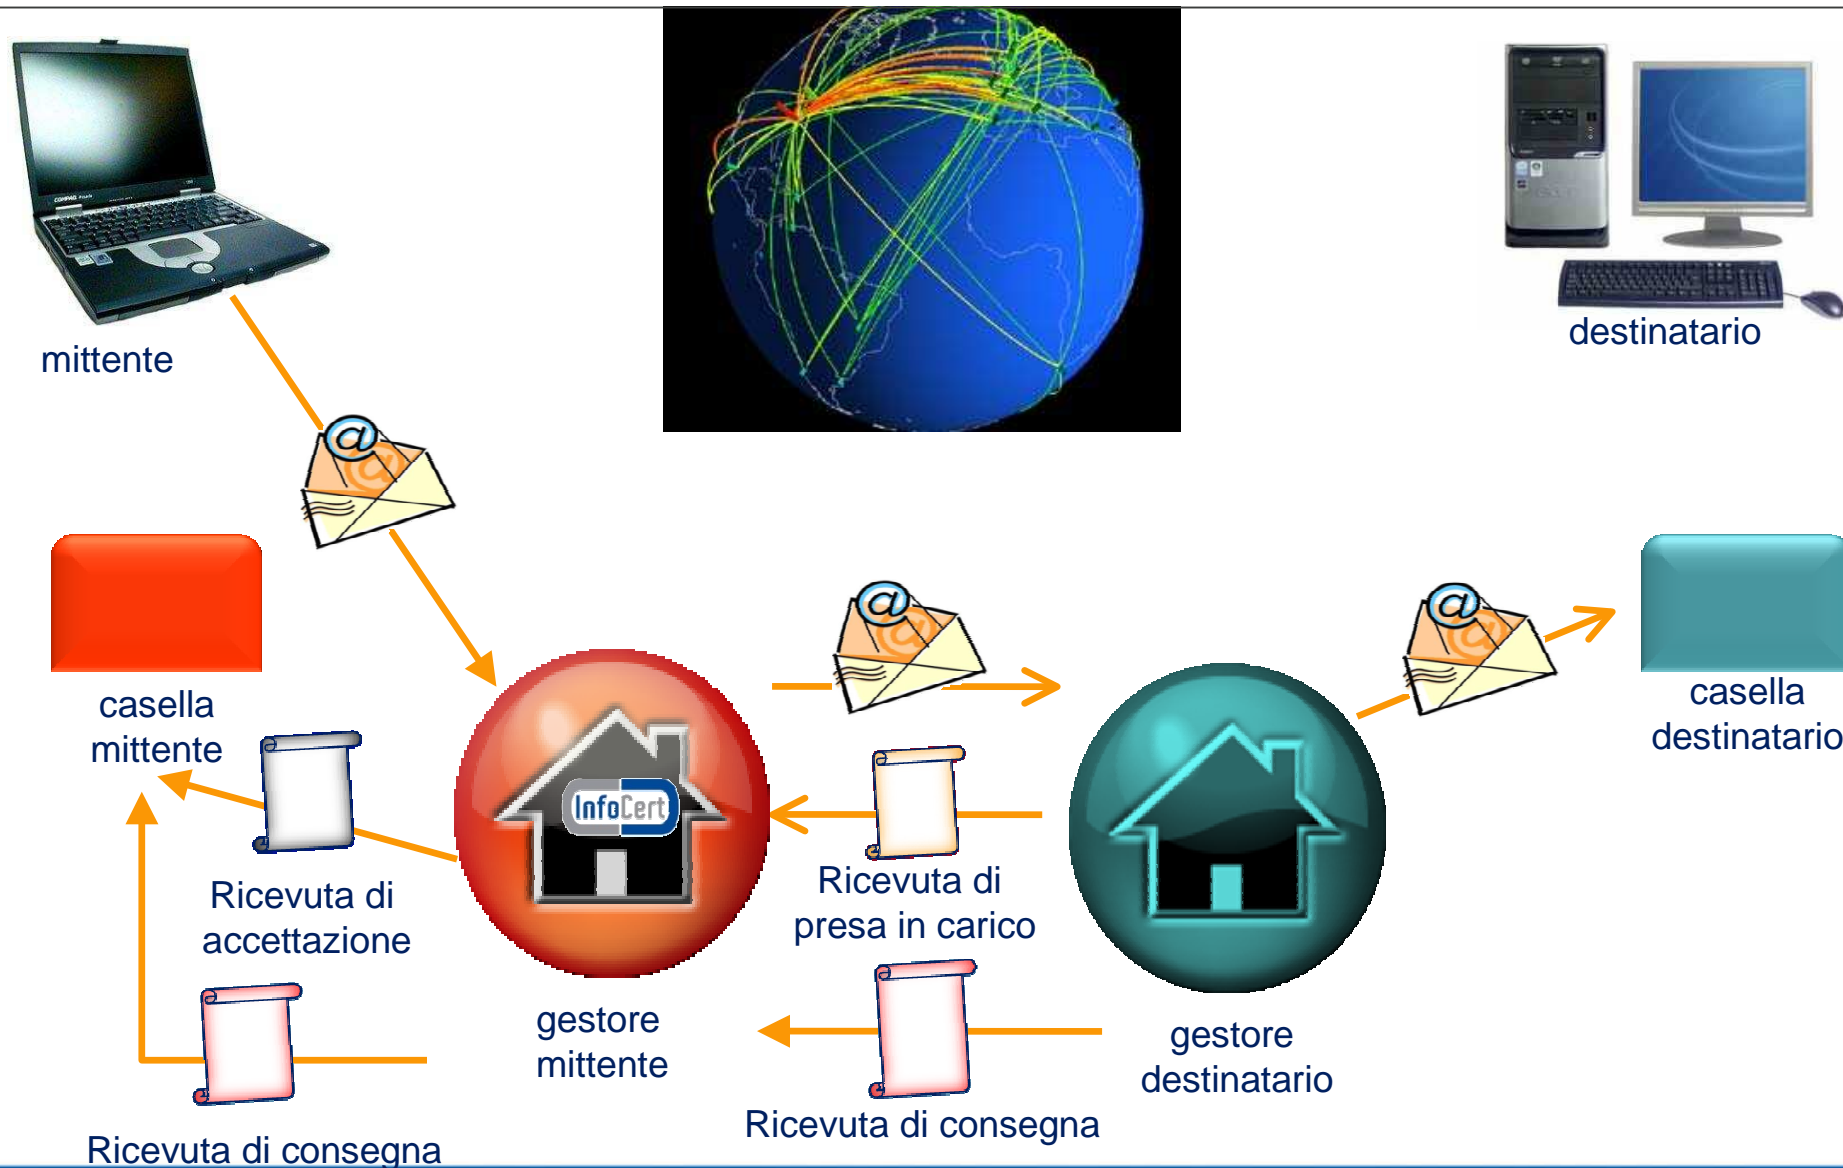 mittente
destinatario
casella
mittente
casella
destinatario
InfoCert
Ricevuta di
accettazione
Ricevuta di
presa in carico
gestore
mittente
gestore
destinatario
Ricevuta di consegna
Ricevuta di consegna